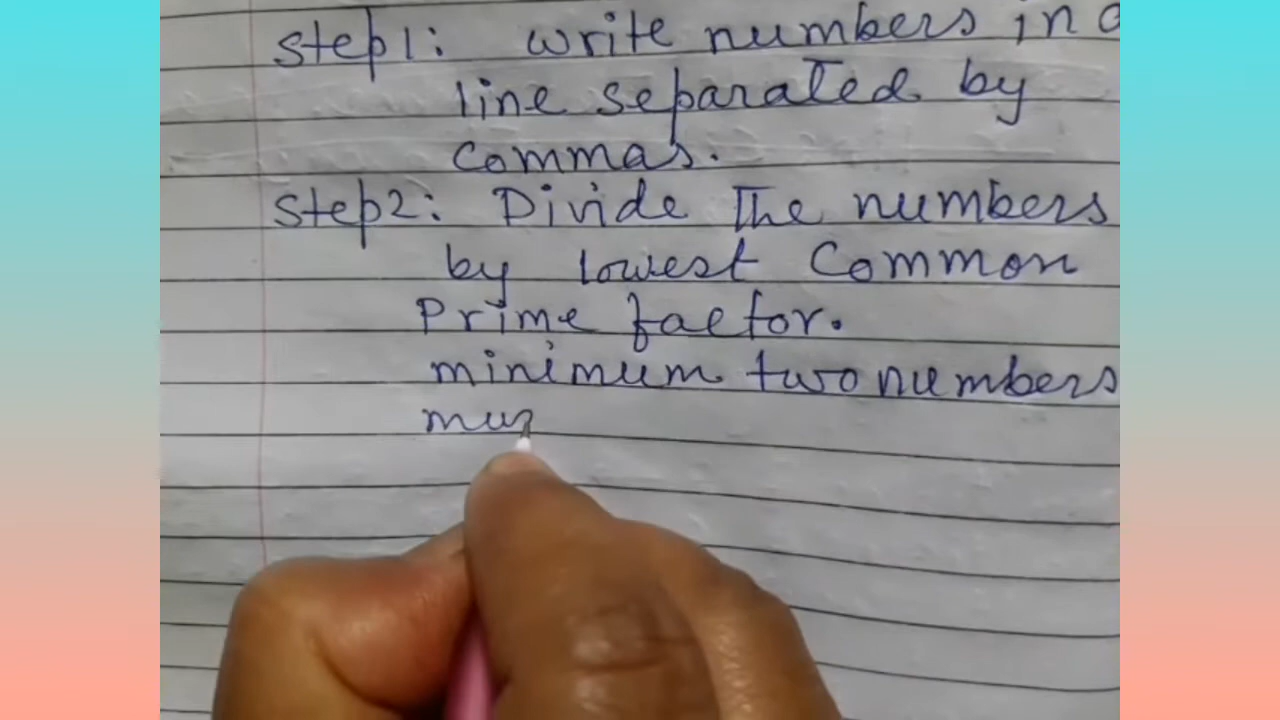 Step1: write numbers in a
line separated by
commas.
Step2: Divide The numbers
by lowest Common
Prime factor.
minimum two numbers
mus